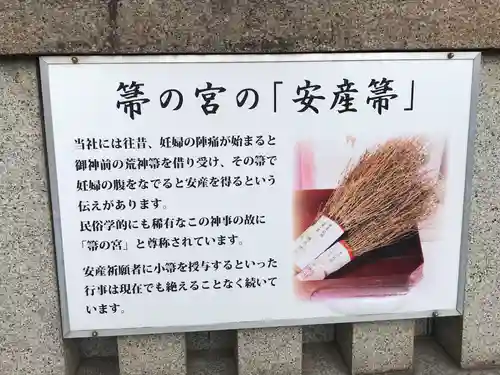 箒の宮の「安産箒」
当社には往昔、妊婦の陣痛が始まると
御神前の荒神箒を借り受け、その箒で
妊婦の腹をなでると安産を得るという
伝えがあります。
民俗学的にも稀有なこの神事の故に
「箒の宮」と尊称されています。
安産祈願者に小箒を授与するといった
行事は現在でも絶えることなく続いて
います。